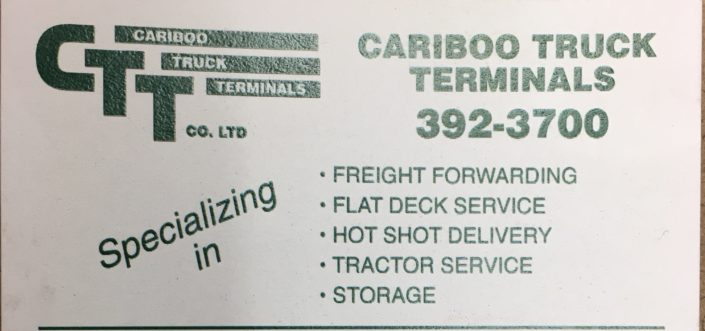 CTT
CARIBOO
TRUCK
TERMINALS
CO. LTD
CARIBOO TRUCK
TERMINALS
392-3700
Specializing
in
• FREIGHT FORWARDING
• FLAT DECK SERVICE
• HOT SHOT DELIVERY
• TRACTOR SERVICE
• STORAGE